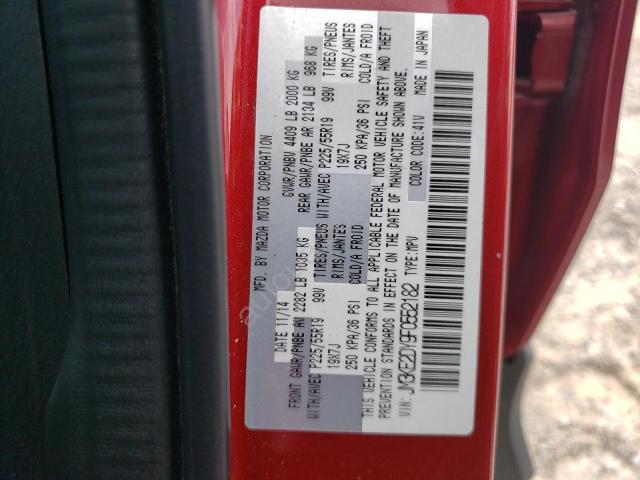 MFD. BY MAZDA MOTOR CORPORATION
DATE 11/14 GVWR/PNBV 4409 LB 2000 KG
FRONT GAWR/PNBE AV 2282 LB 1035 KG REAR GAWR/PNBE AR 2134 LB 968 KG
WITH/AVEC P225/55R19 99V TIRES/PNEUS WITH/AVEC P225/55R19 99V TIRES/PNEUS
19X7J RIMS/JANTES 19X7J RIMS/JANTES
250 KPA/36 PSI COLD/A FROID 250 KPA/36 PSI COLD/A FROID
THIS VEHICLE CONFORMS TO ALL APPLICABLE FEDERAL MOTOR VEHICLE SAFETY AND THEFT
PREVENTION STANDARDS IN EFFECT ON THE DATE OF MANUFACTURE SHOWN ABOVE.
VIN: JM3KE2DY9F0552182 TYPE:MPV COLOR CODE:41V MADE IN JAPAN